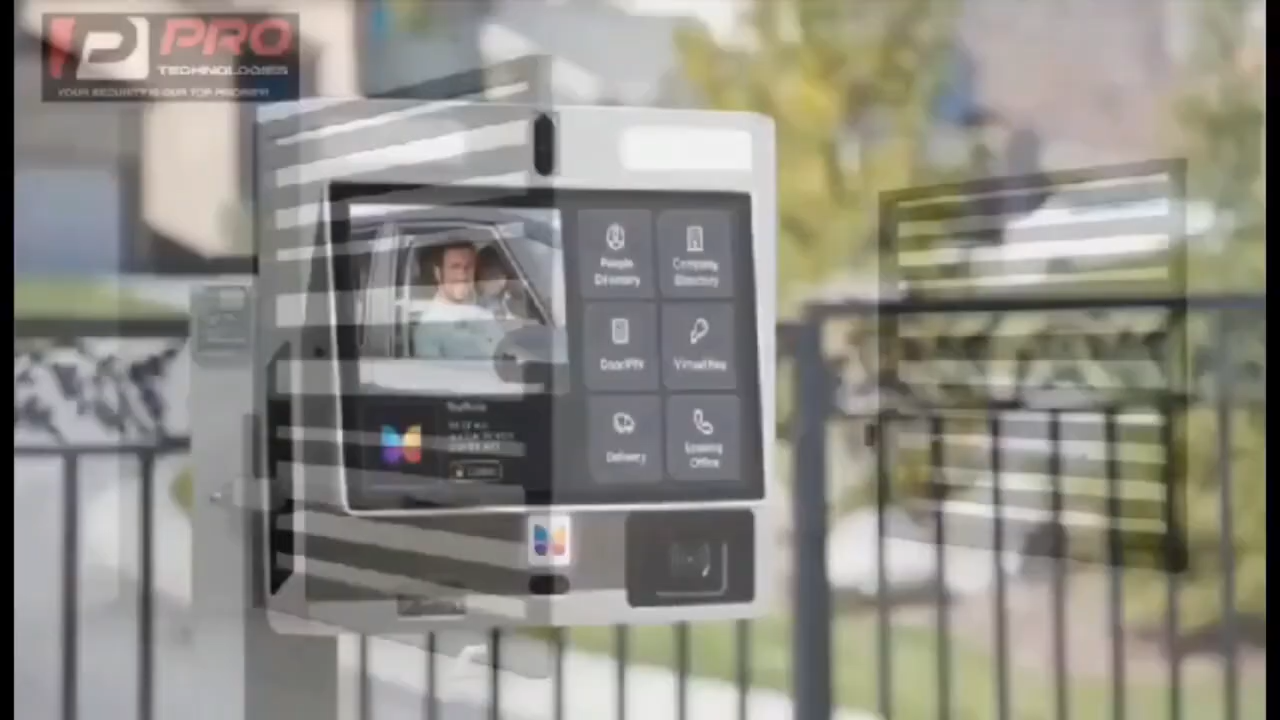 PRO
TECHNOLOGIES
YOUR SECURITY IS OUR TOP PRIORITY
People
Directory
Company
Directory
Door PIN
Virtual Key
Delivery
Leasing
Office